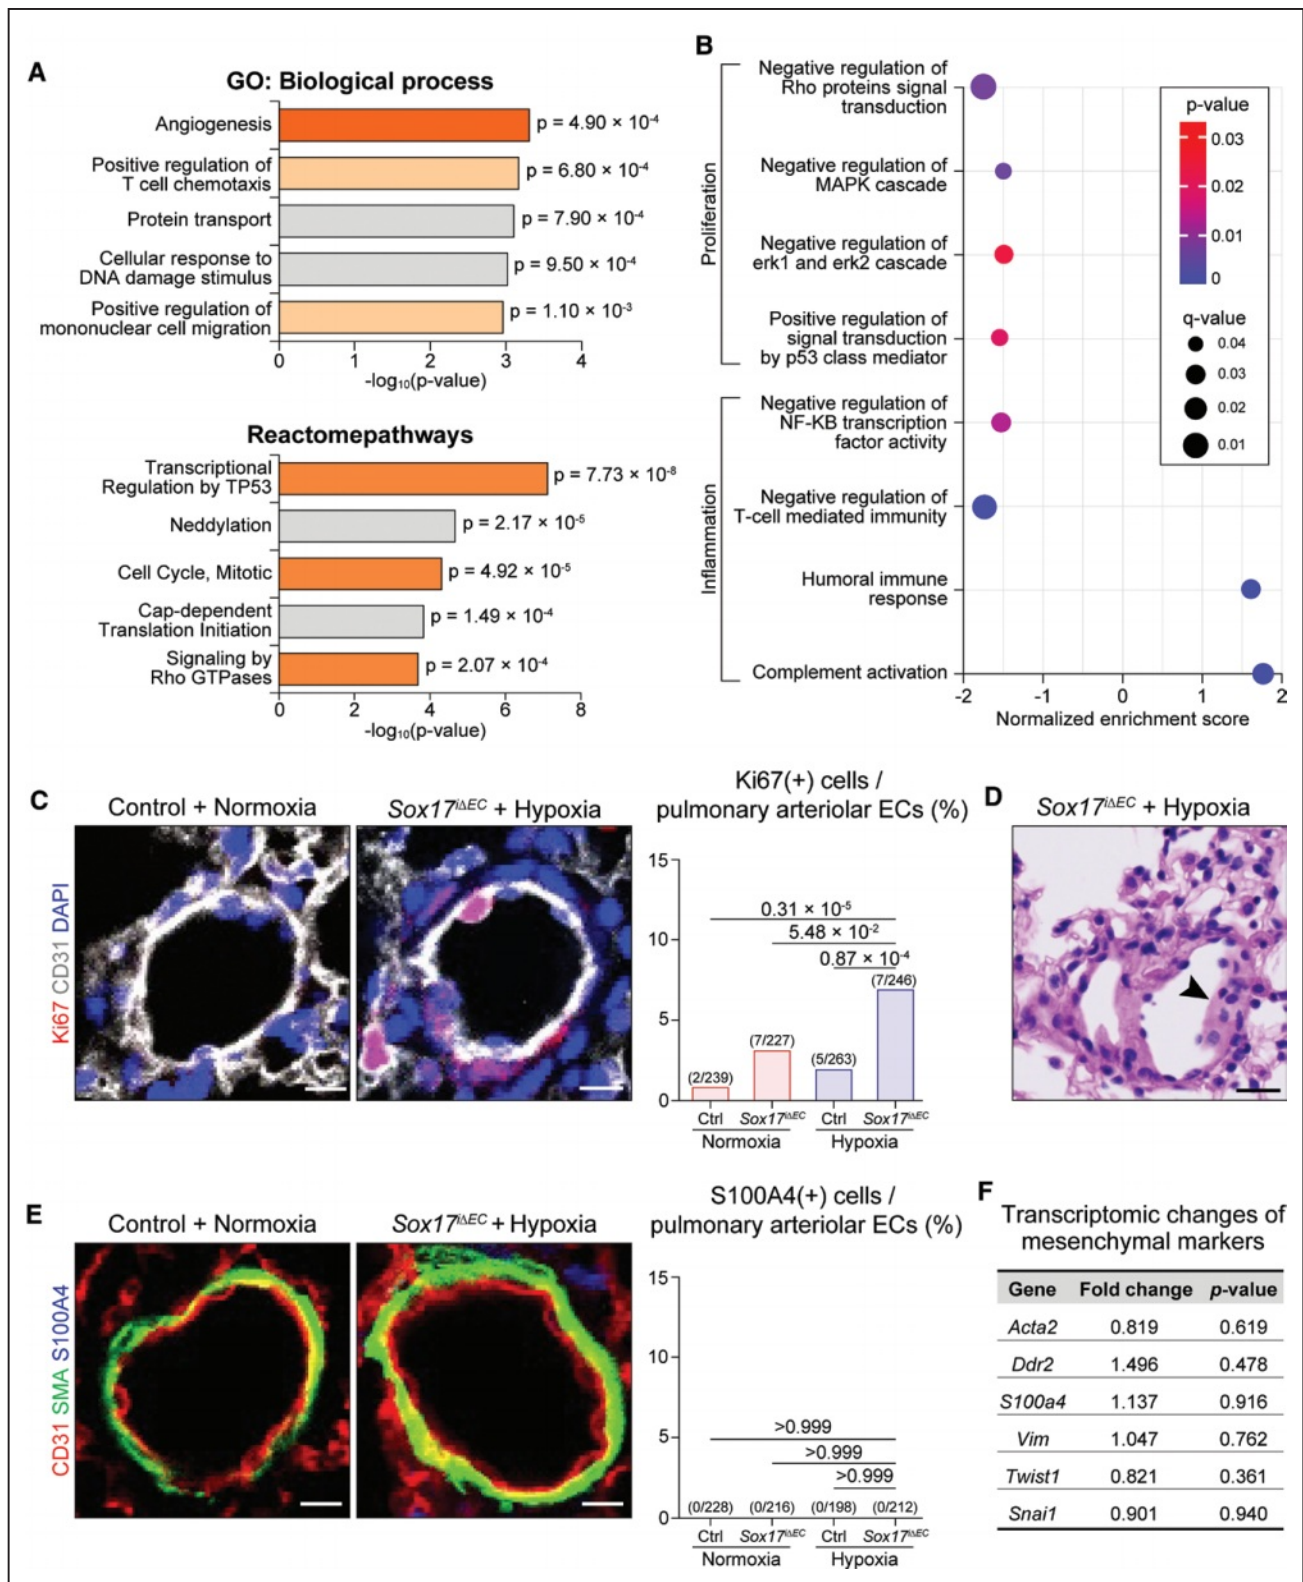 A
GO: Biological process
Angiogenesis
p = 4.90 × 10⁻⁴
Positive regulation of
T cell chemotaxis
p = 6.80 × 10⁻⁴
Protein transport
p = 7.90 × 10⁻⁴
Cellular response to
DNA damage stimulus
p = 9.50 × 10⁻⁴
Positive regulation of
mononuclear cell migration
p = 1.10 × 10⁻³
0 1 2 3 4
-log₁₀(p-value)
Reactomepathways
Transcriptional
Regulation by TP53
p = 7.73 × 10⁻⁸
Neddylation
p = 2.17 × 10⁻⁵
Cell Cycle, Mitotic
p = 4.92 × 10⁻⁵
Cap-dependent
Translation Initiation
p = 1.49 × 10⁻⁴
Signaling by
Rho GTPases
p = 2.07 × 10⁻⁴
0 2 4 6 8
-log₁₀(p-value)
B
Proliferation
Negative regulation of
Rho proteins signal
transduction
Negative regulation of
MAPK cascade
Negative regulation of
erk1 and erk2 cascade
Positive regulation of
signal transduction
by p53 class mediator
Inflammation
Negative regulation of
NF-KB transcription
factor activity
Negative regulation of
T-cell mediated immunity
Humoral immune
response
Complement activation
-2 -1 0 1 2
Normalized enrichment score
p-value
0.03
0.02
0.01
0
q-value
0.04
0.03
0.02
0.01
C
Control + Normoxia
Sox17^iΔEC + Hypoxia
Ki67 CD31 DAPI
Ki67(+) cells /
pulmonary arteriolar ECs (%)
15
10
5
0
0.31 × 10⁻⁵
5.48 × 10⁻²
0.87 × 10⁻⁴
(2/239) (7/227) (5/263) (7/246)
Ctrl Sox17^iΔEC Ctrl Sox17^iΔEC
Normoxia Hypoxia
D
Sox17^iΔEC + Hypoxia
E
Control + Normoxia
Sox17^iΔEC + Hypoxia
CD31 SMA S100A4
S100A4(+) cells /
pulmonary arteriolar ECs (%)
15
10
5
0
>0.999
>0.999
>0.999
(0/228) (0/216) (0/198) (0/212)
Ctrl Sox17^iΔEC Ctrl Sox17^iΔEC
Normoxia Hypoxia
F
Transcriptomic changes of
mesenchymal markers
Gene Fold change p-value
Acta2 0.819 0.619
Ddr2 1.496 0.478
S100a4 1.137 0.916
Vim 1.047 0.762
Twist1 0.821 0.361
Snai1 0.901 0.940